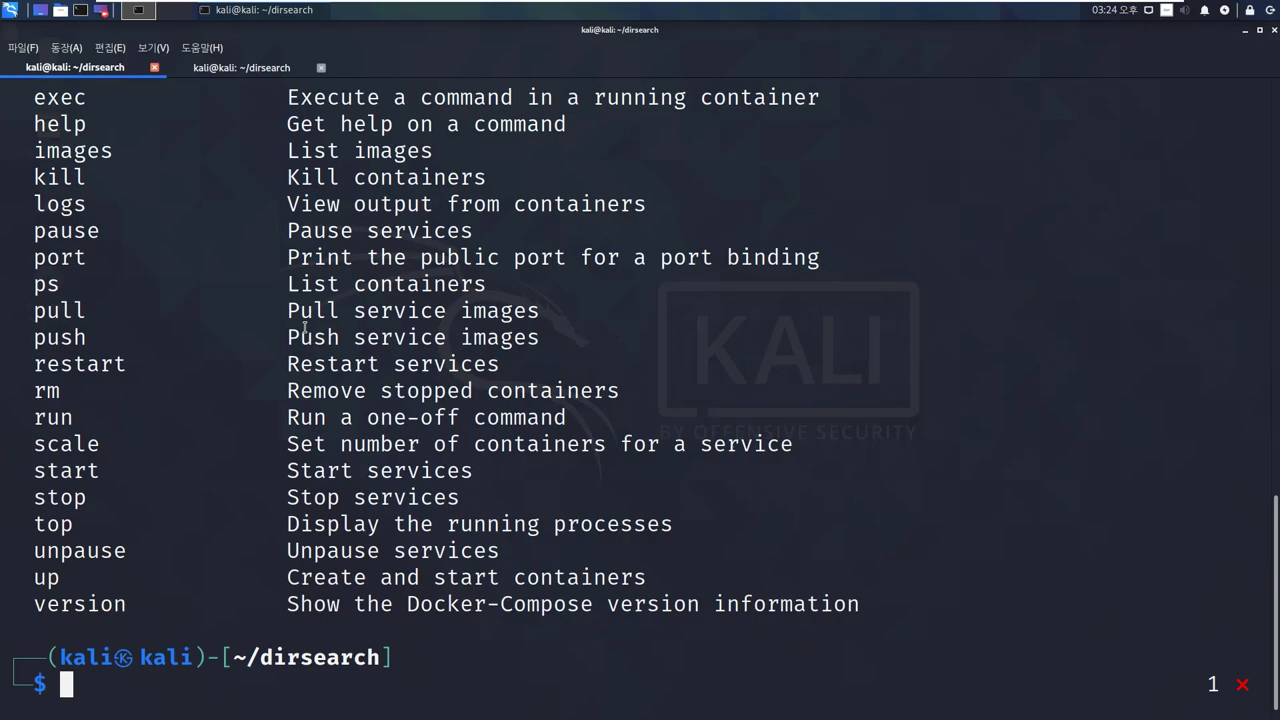 kali@kali: ~/dirsearch
03:24 오후
kali@kali: ~/dirsearch
파일(F) 동장(A) 편집(E) 보기(V) 도움말(H)
kali@kali: ~/dirsearch kali@kali: ~/dirsearch
exec Execute a command in a running container
help Get help on a command
images List images
kill Kill containers
logs View output from containers
pause Pause services
port Print the public port for a port binding
ps List containers
pull Pull service images
push Push service images
restart Restart services
rm Remove stopped containers
run Run a one-off command
scale Set number of containers for a service
start Start services
stop Stop services
top Display the running processes
unpause Unpause services
up Create and start containers
version Show the Docker-Compose version information
KALI
BY OFFENSIVE SECURITY
(kali㉿kali)-[~/dirsearch]
$ 1 ⨯